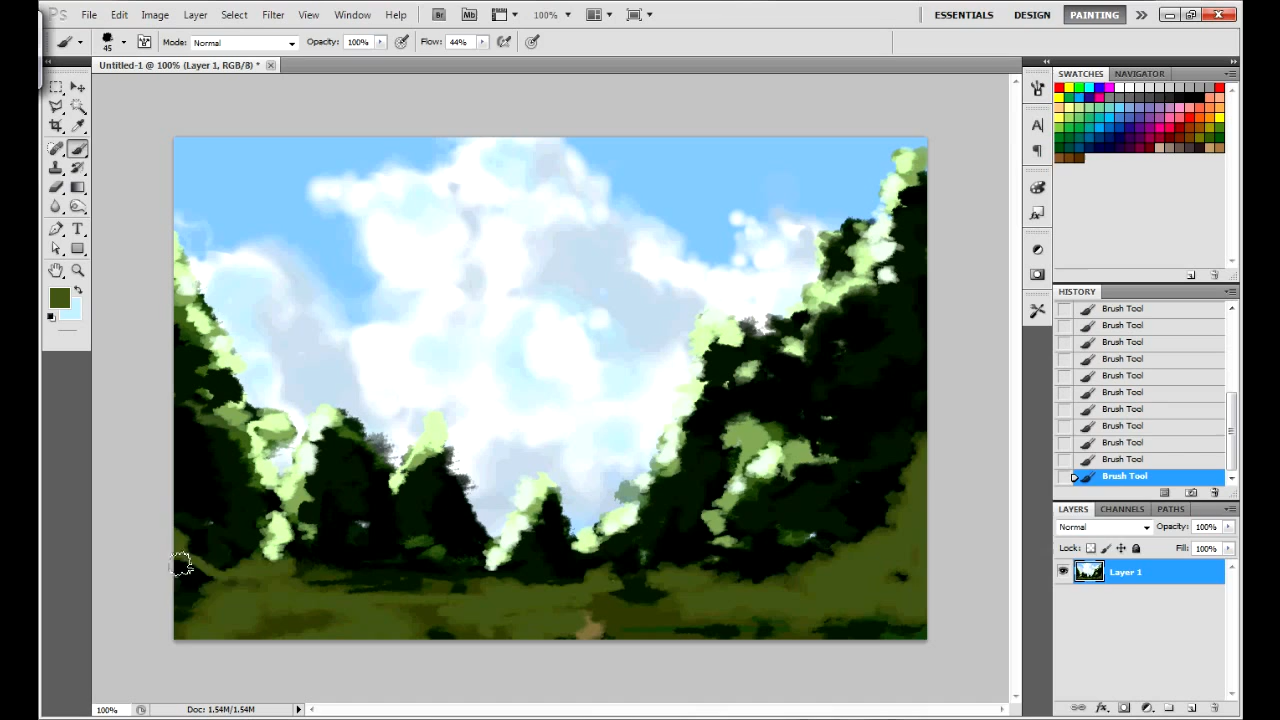 Ps File Edit Image Layer Select Filter View Window Help Br Mb 100% ESSENTIALS DESIGN PAINTING
45 Mode: Normal Opacity: 100% Flow: 44%
Untitled-1 @ 100% (Layer 1, RGB/8) *
SWATCHES NAVIGATOR
HISTORY
Brush Tool
Brush Tool
Brush Tool
Brush Tool
Brush Tool
Brush Tool
Brush Tool
Brush Tool
Brush Tool
Brush Tool
Brush Tool
LAYERS CHANNELS PATHS
Normal Opacity: 100%
Lock: Fill: 100%
Layer 1
100% Doc: 1.54M/1.54M